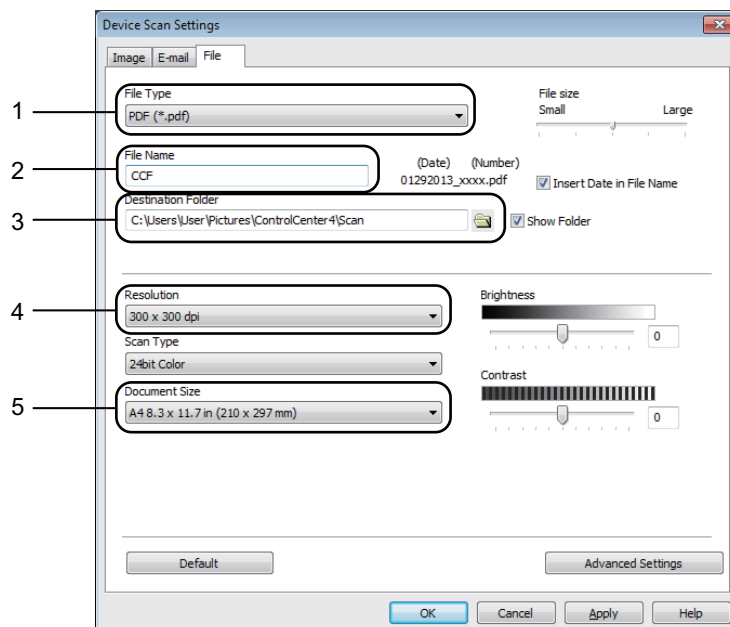 Device Scan Settings
Image E-mail File
1
File Type
PDF (*.pdf)
File size
Small Large
2
File Name
CCF
(Date) (Number)
01292013_xxxx.pdf
Insert Date in File Name
3
Destination Folder
C:\Users\User\Pictures\ControlCenter4\Scan
Show Folder
4
Resolution
300 x 300 dpi
Brightness
0
Scan Type
24bit Color
Contrast
0
5
Document Size
A4 8.3 x 11.7 in (210 x 297 mm)
Default
Advanced Settings
OK Cancel Apply Help